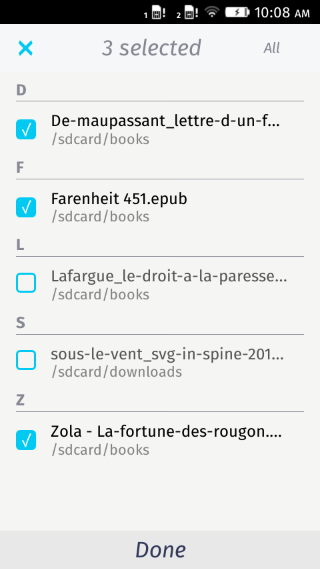 1 2 10:08 AM
3 selected All
D
De-maupassant_lettre-d-un-f...
/sdcard/books
F
Farenheit 451.epub
/sdcard/books
L
Lafargue_le-droit-a-la-paresse...
/sdcard/books
S
sous-le-vent_svg-in-spine-201...
/sdcard/downloads
Z
Zola - La-fortune-des-rougon....
/sdcard/books
Done